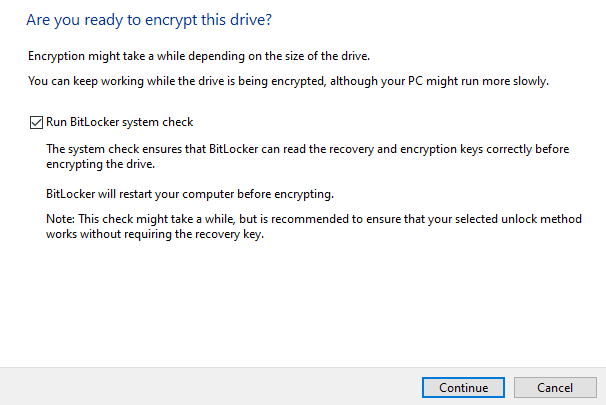 Are you ready to encrypt this drive?
Encryption might take a while depending on the size of the drive.
You can keep working while the drive is being encrypted, although your PC might run more slowly.
Run BitLocker system check
The system check ensures that BitLocker can read the recovery and encryption keys correctly before
encrypting the drive.
BitLocker will restart your computer before encrypting.
Note: This check might take a while, but is recommended to ensure that your selected unlock method
works without requiring the recovery key.
Continue
Cancel